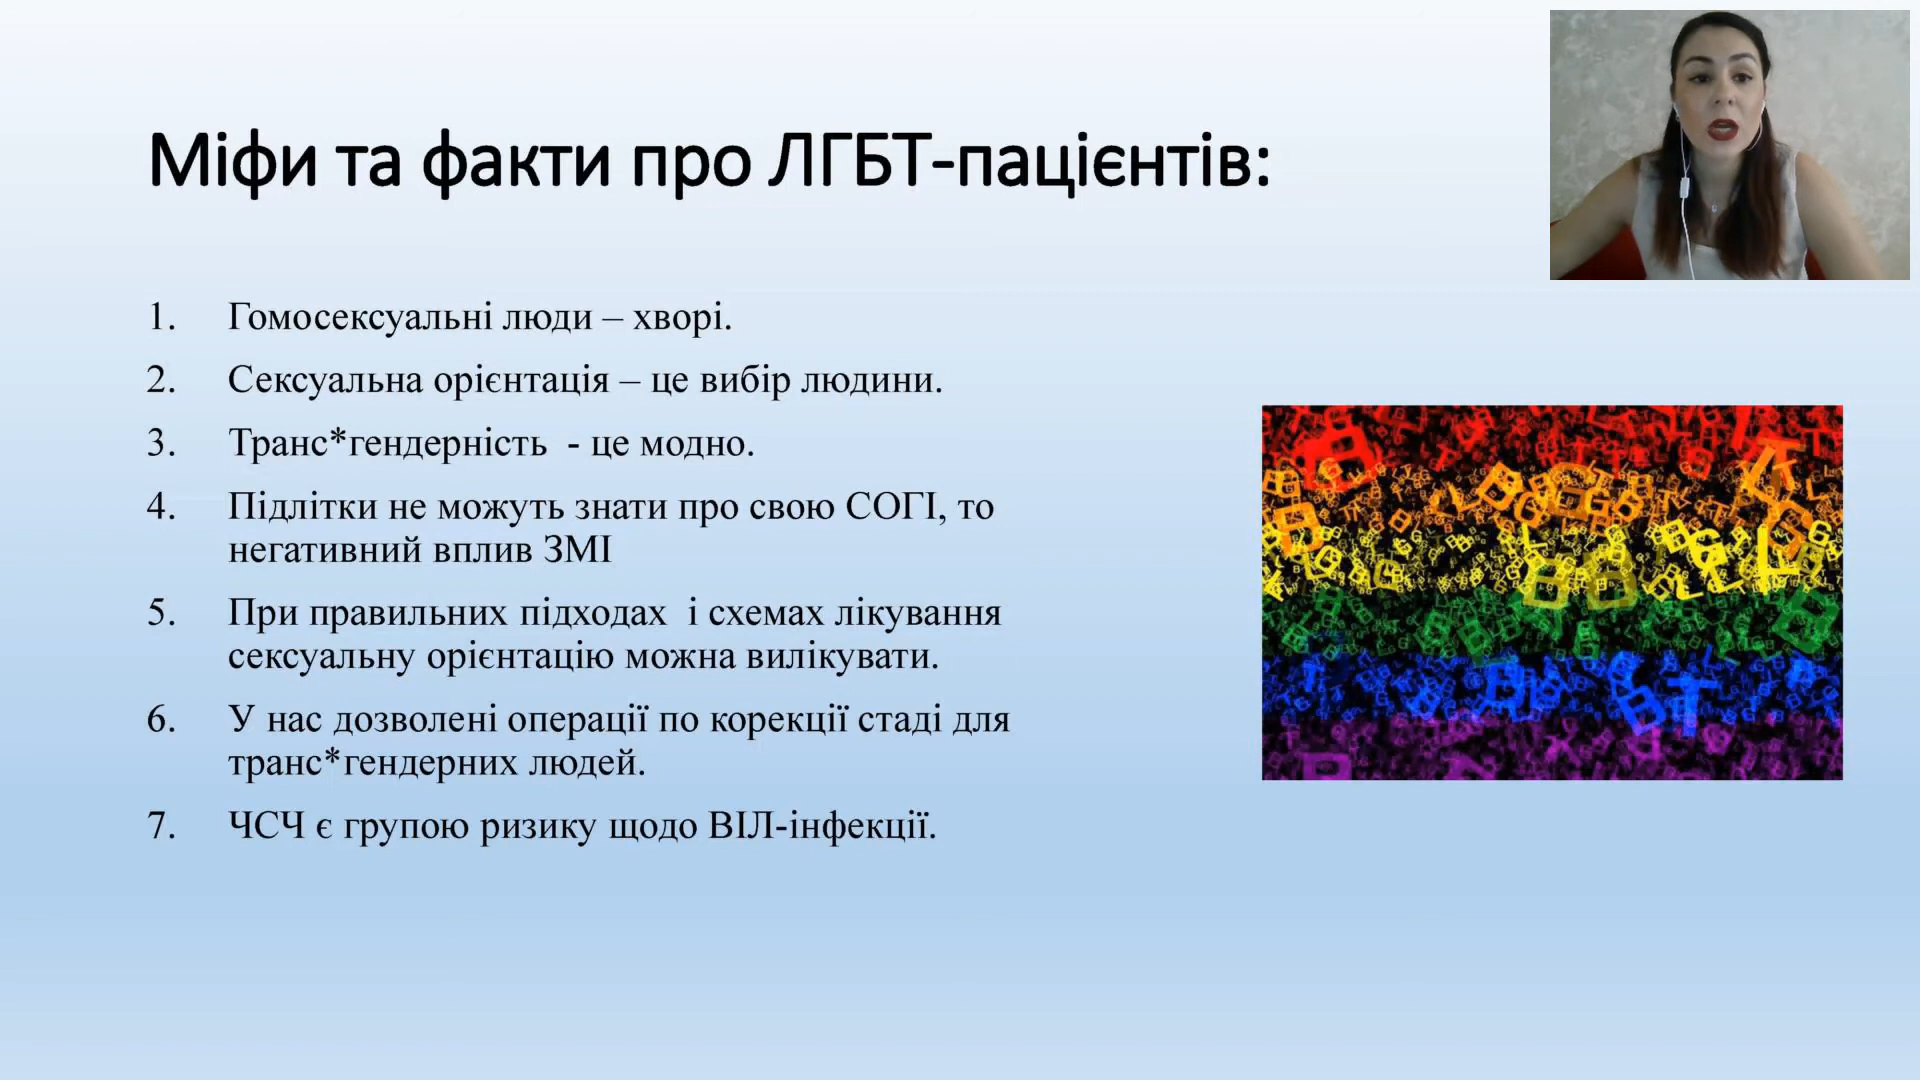 Міфи та факти про ЛГБТ-пацієнтів:
1. Гомосексуальні люди – хворі.
2. Сексуальна орієнтація – це вибір людини.
3. Транс*гендерність - це модно.
4. Підлітки не можуть знати про свою СОГІ, то
негативний вплив ЗМІ
5. При правильних підходах і схемах лікування
сексуальну орієнтацію можна вилікувати.
6. У нас дозволені операції по корекції стаді для
транс*гендерних людей.
7. ЧСЧ є групою ризику щодо ВІЛ-інфекції.